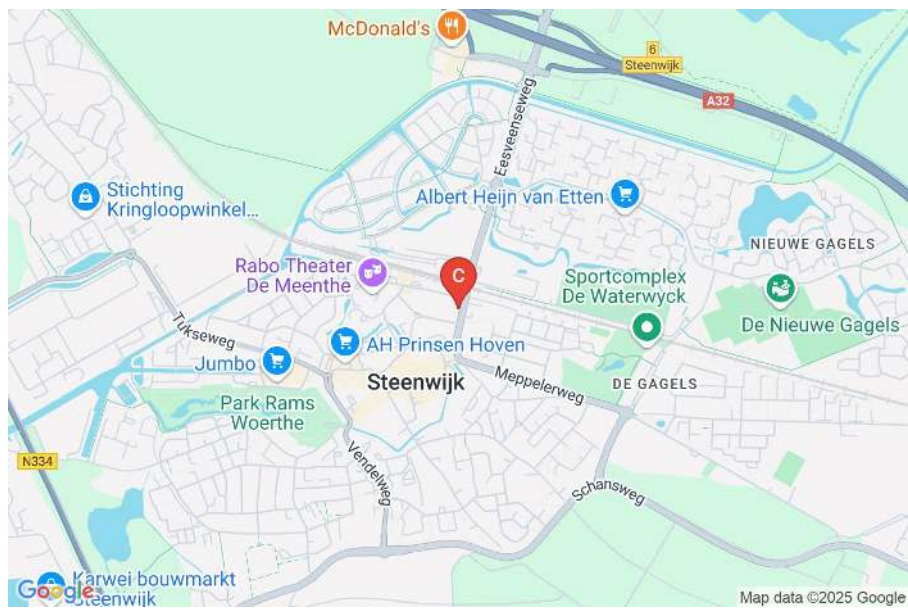 McDonald's
6
Steenwijk
A32
Eesveenseweg
Stichting
Kringloopwinkel...
Albert Heijn van Etten
NIEUWE GAGELS
Rabo Theater
De Meenthe
C
Sportcomplex
De Waterwyck
De Nieuwe Gagels
Tukseweg
AH Prinsen Hoven
Jumbo
Steenwijk
Meppelerweg
DE GAGELS
Park Rams
Woerthe
Vendelweg
N334
Schansweg
Karwei bouwmarkt
Steenwijk
Google
Map data ©2025 Google